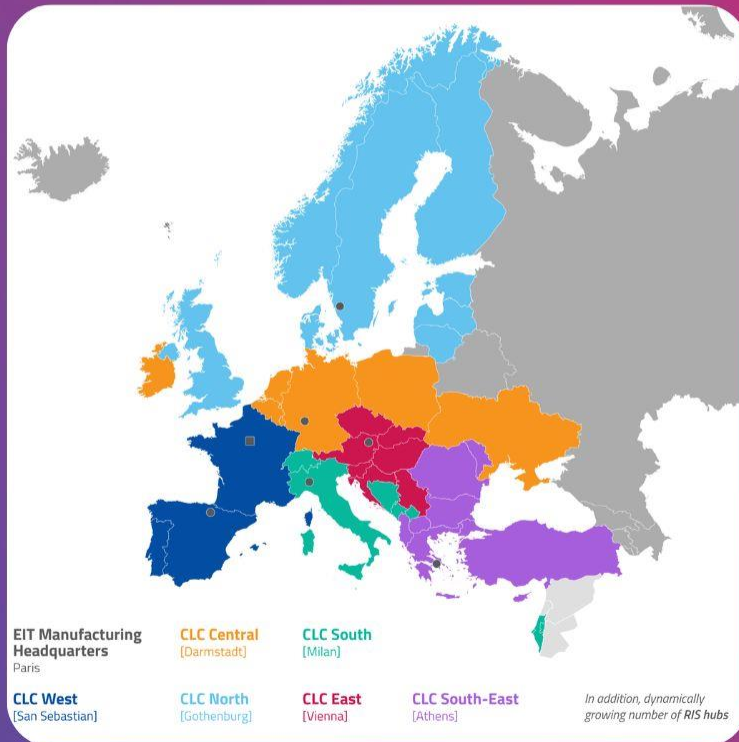 EIT Manufacturing
Headquarters
Paris
CLC Central
[Darmstadt]
CLC South
[Milan]
CLC West
[San Sebastian]
CLC North
[Gothenburg]
CLC East
[Vienna]
CLC South-East
[Athens]
In addition, dynamically
growing number of RIS hubs